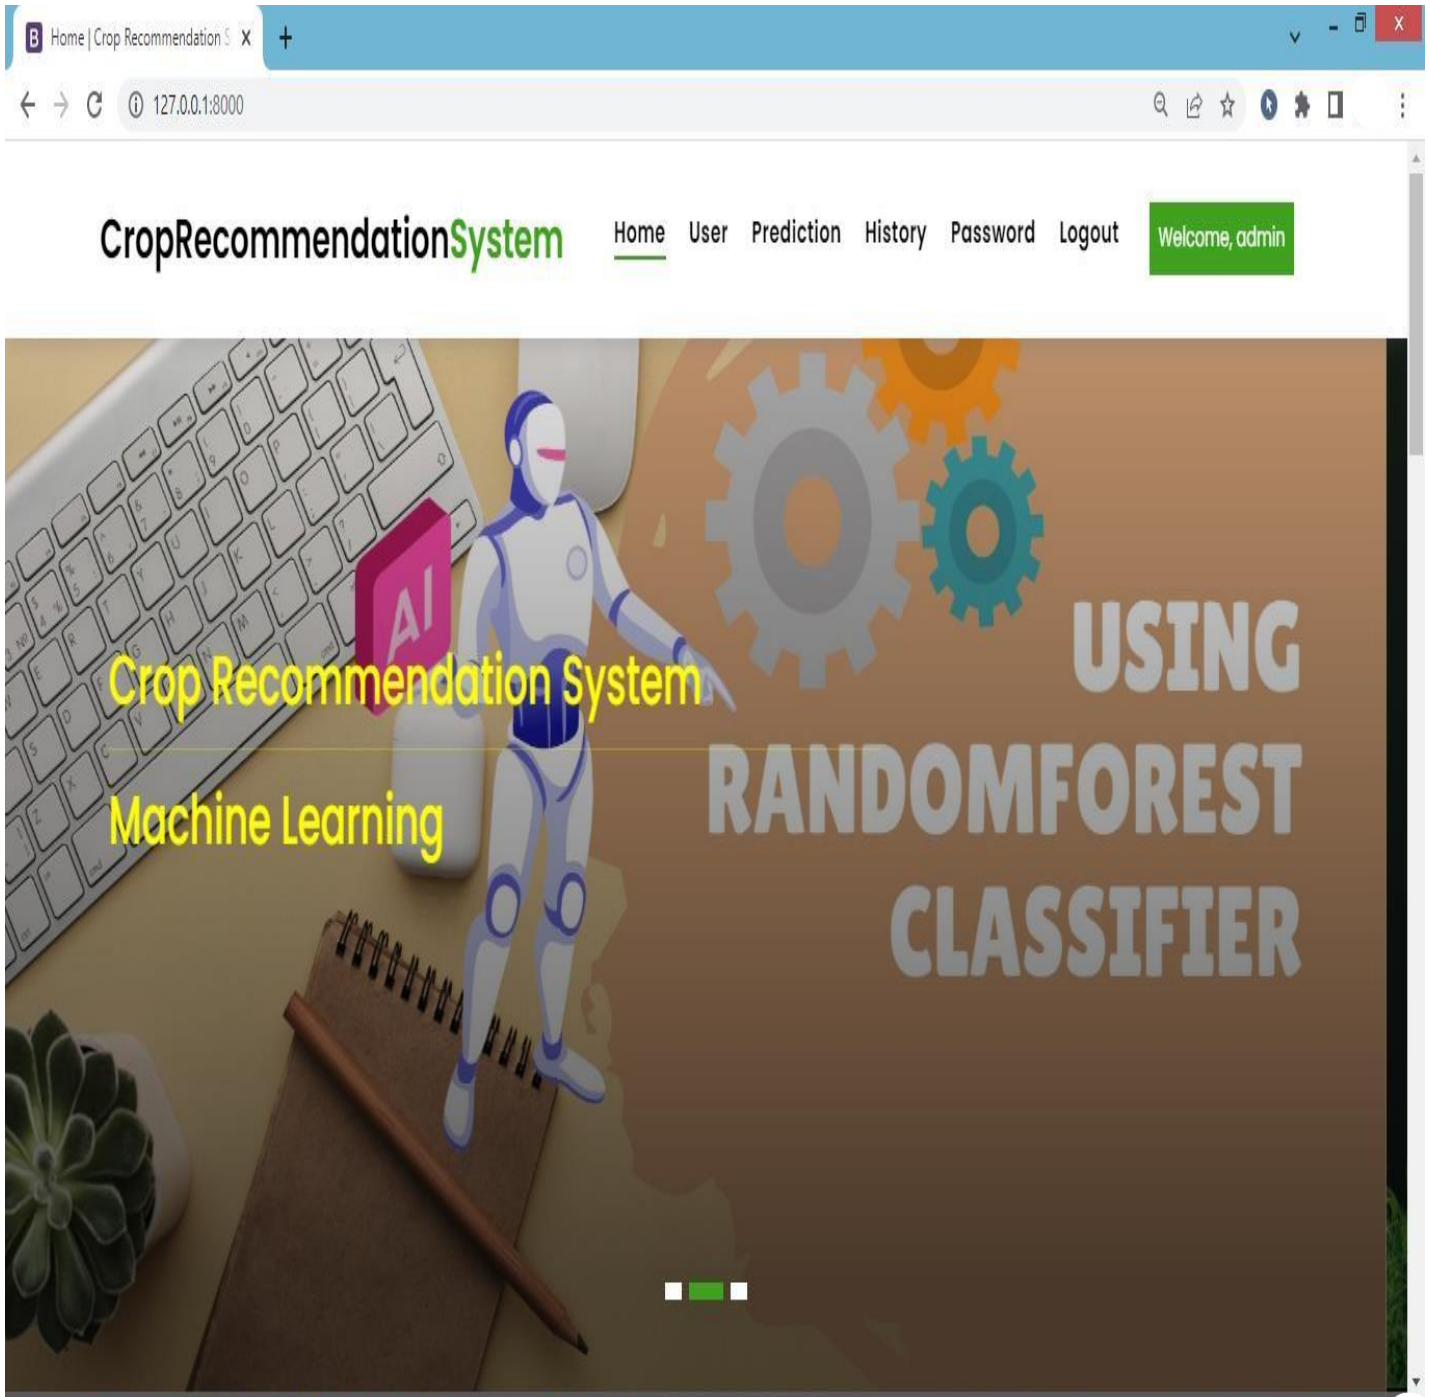 Home | Crop Recommendation S
127.0.0.1:8000
CropRecommendationSystem
Home User Prediction History Password Logout
Welcome, admin
AI
Crop Recommendation System
Machine Learning
USING
RANDOMFOREST
CLASSIFIER